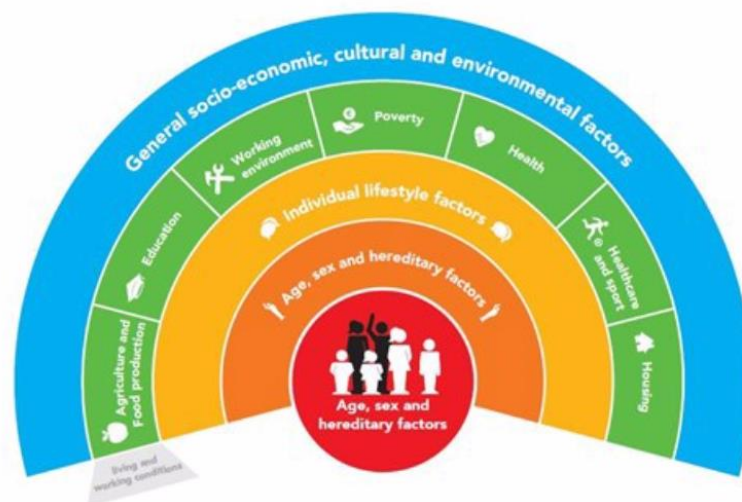 General socio-economic, cultural and environmental factors
Agriculture and
Food production
Education
Working
environment
Poverty
Health
Healthcare
and sport
Housing
Individual lifestyle factors
Age, sex and hereditary factors
Age, sex and
hereditary factors
living and
working conditions